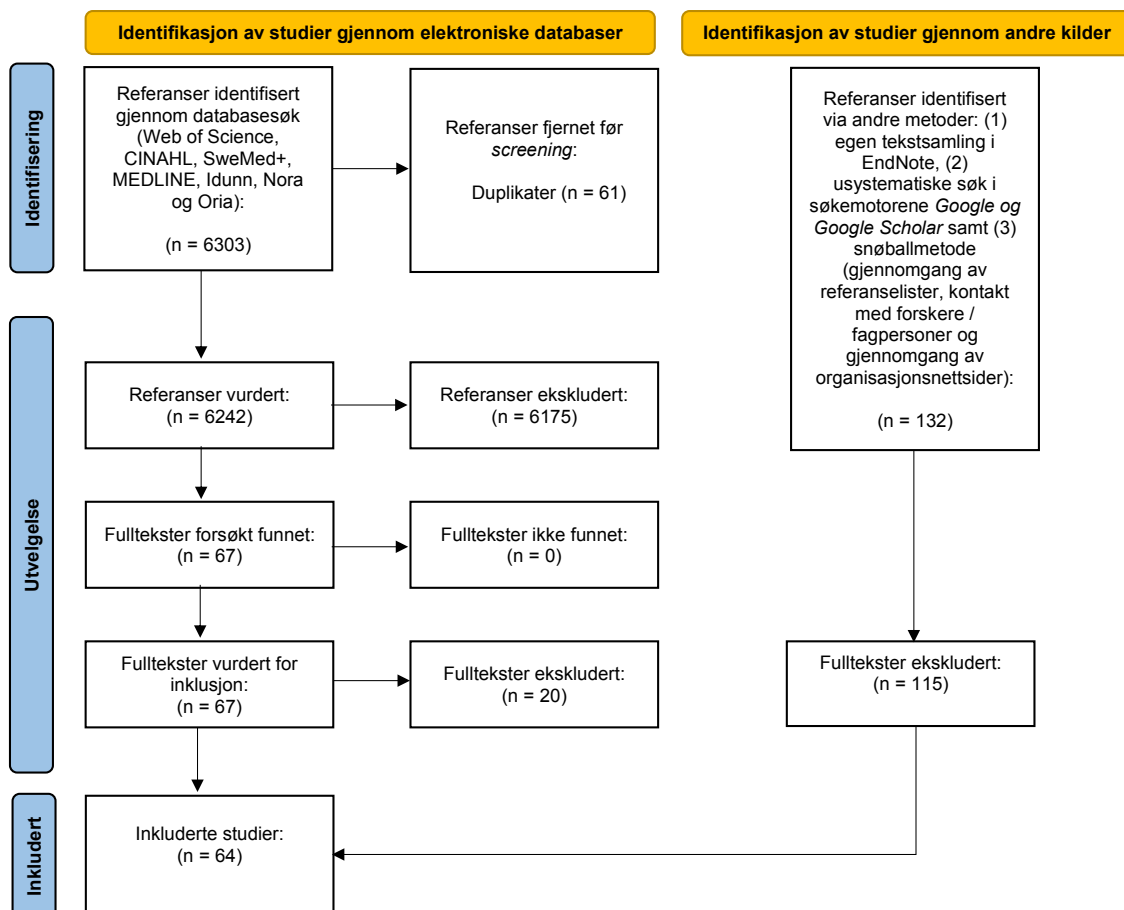 Identifikasjon av studier gjennom elektroniske databaser
Identifikasjon av studier gjennom andre kilder
Identifisering
Referanser identifisert
gjennom databasesøk
(Web of Science,
CINAHL, SweMed+,
MEDLINE, Idunn, Nora
og Oria):
(n = 6303)
Referanser fjernet før
screening:
Duplikater (n = 61)
Referanser identifisert
via andre metoder: (1)
egen tekstsamling i
EndNote, (2)
usystematiske søk i
søkemotorene Google og
Google Scholar samt (3)
snøballmetode
(gjennomgang av
referanselister, kontakt
med forskere /
fagpersoner og
gjennomgang av
organisasjonsnettsider):
(n = 132)
Utvelgelse
Referanser vurdert:
(n = 6242)
Referanser ekskludert:
(n = 6175)
Fulltekster forsøkt funnet:
(n = 67)
Fulltekster ikke funnet:
(n = 0)
Fulltekster vurdert for
inklusjon:
(n = 67)
Fulltekster ekskludert:
(n = 20)
Fulltekster ekskludert:
(n = 115)
Inkludert
Inkluderte studier:
(n = 64)